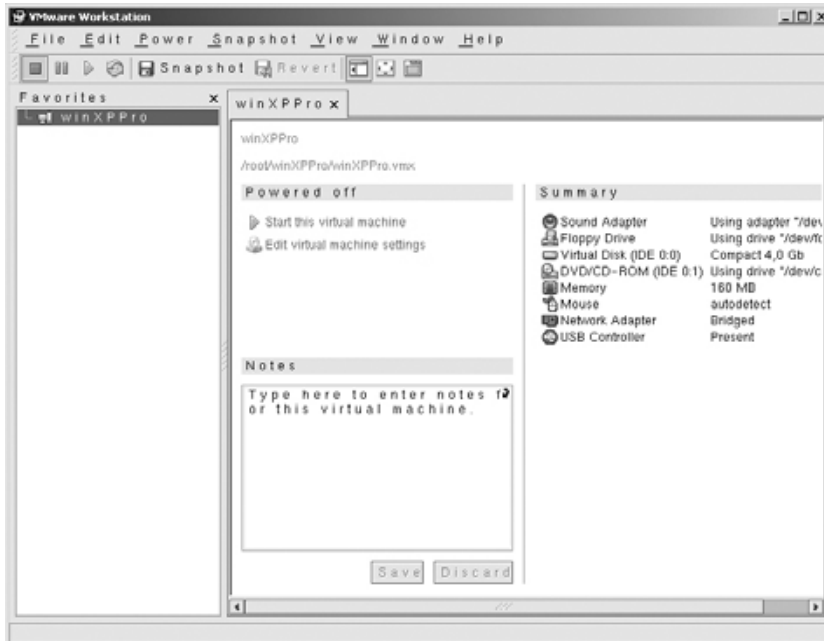 VMware Workstation
File Edit Power Snapshot View Window Help
Snapshot Revert
Favorites
winXPPro
winXPPro
winXPPro
/root/winXPPro/winXPPro.vmx
Powered off
Start this virtual machine
Edit virtual machine settings
Notes
Type here to enter notes f
or this virtual machine.
Save Discard
Summary
Sound Adapter Using adapter "/dev
Floppy Drive Using drive "/dev/fc
Virtual Disk (IDE 0:0) Compact 4,0 Gb
DVD/CD-ROM (IDE 0:1) Using drive "/dev/c
Memory 160 MB
Mouse autodetect
Network Adapter Bridged
USB Controller Present